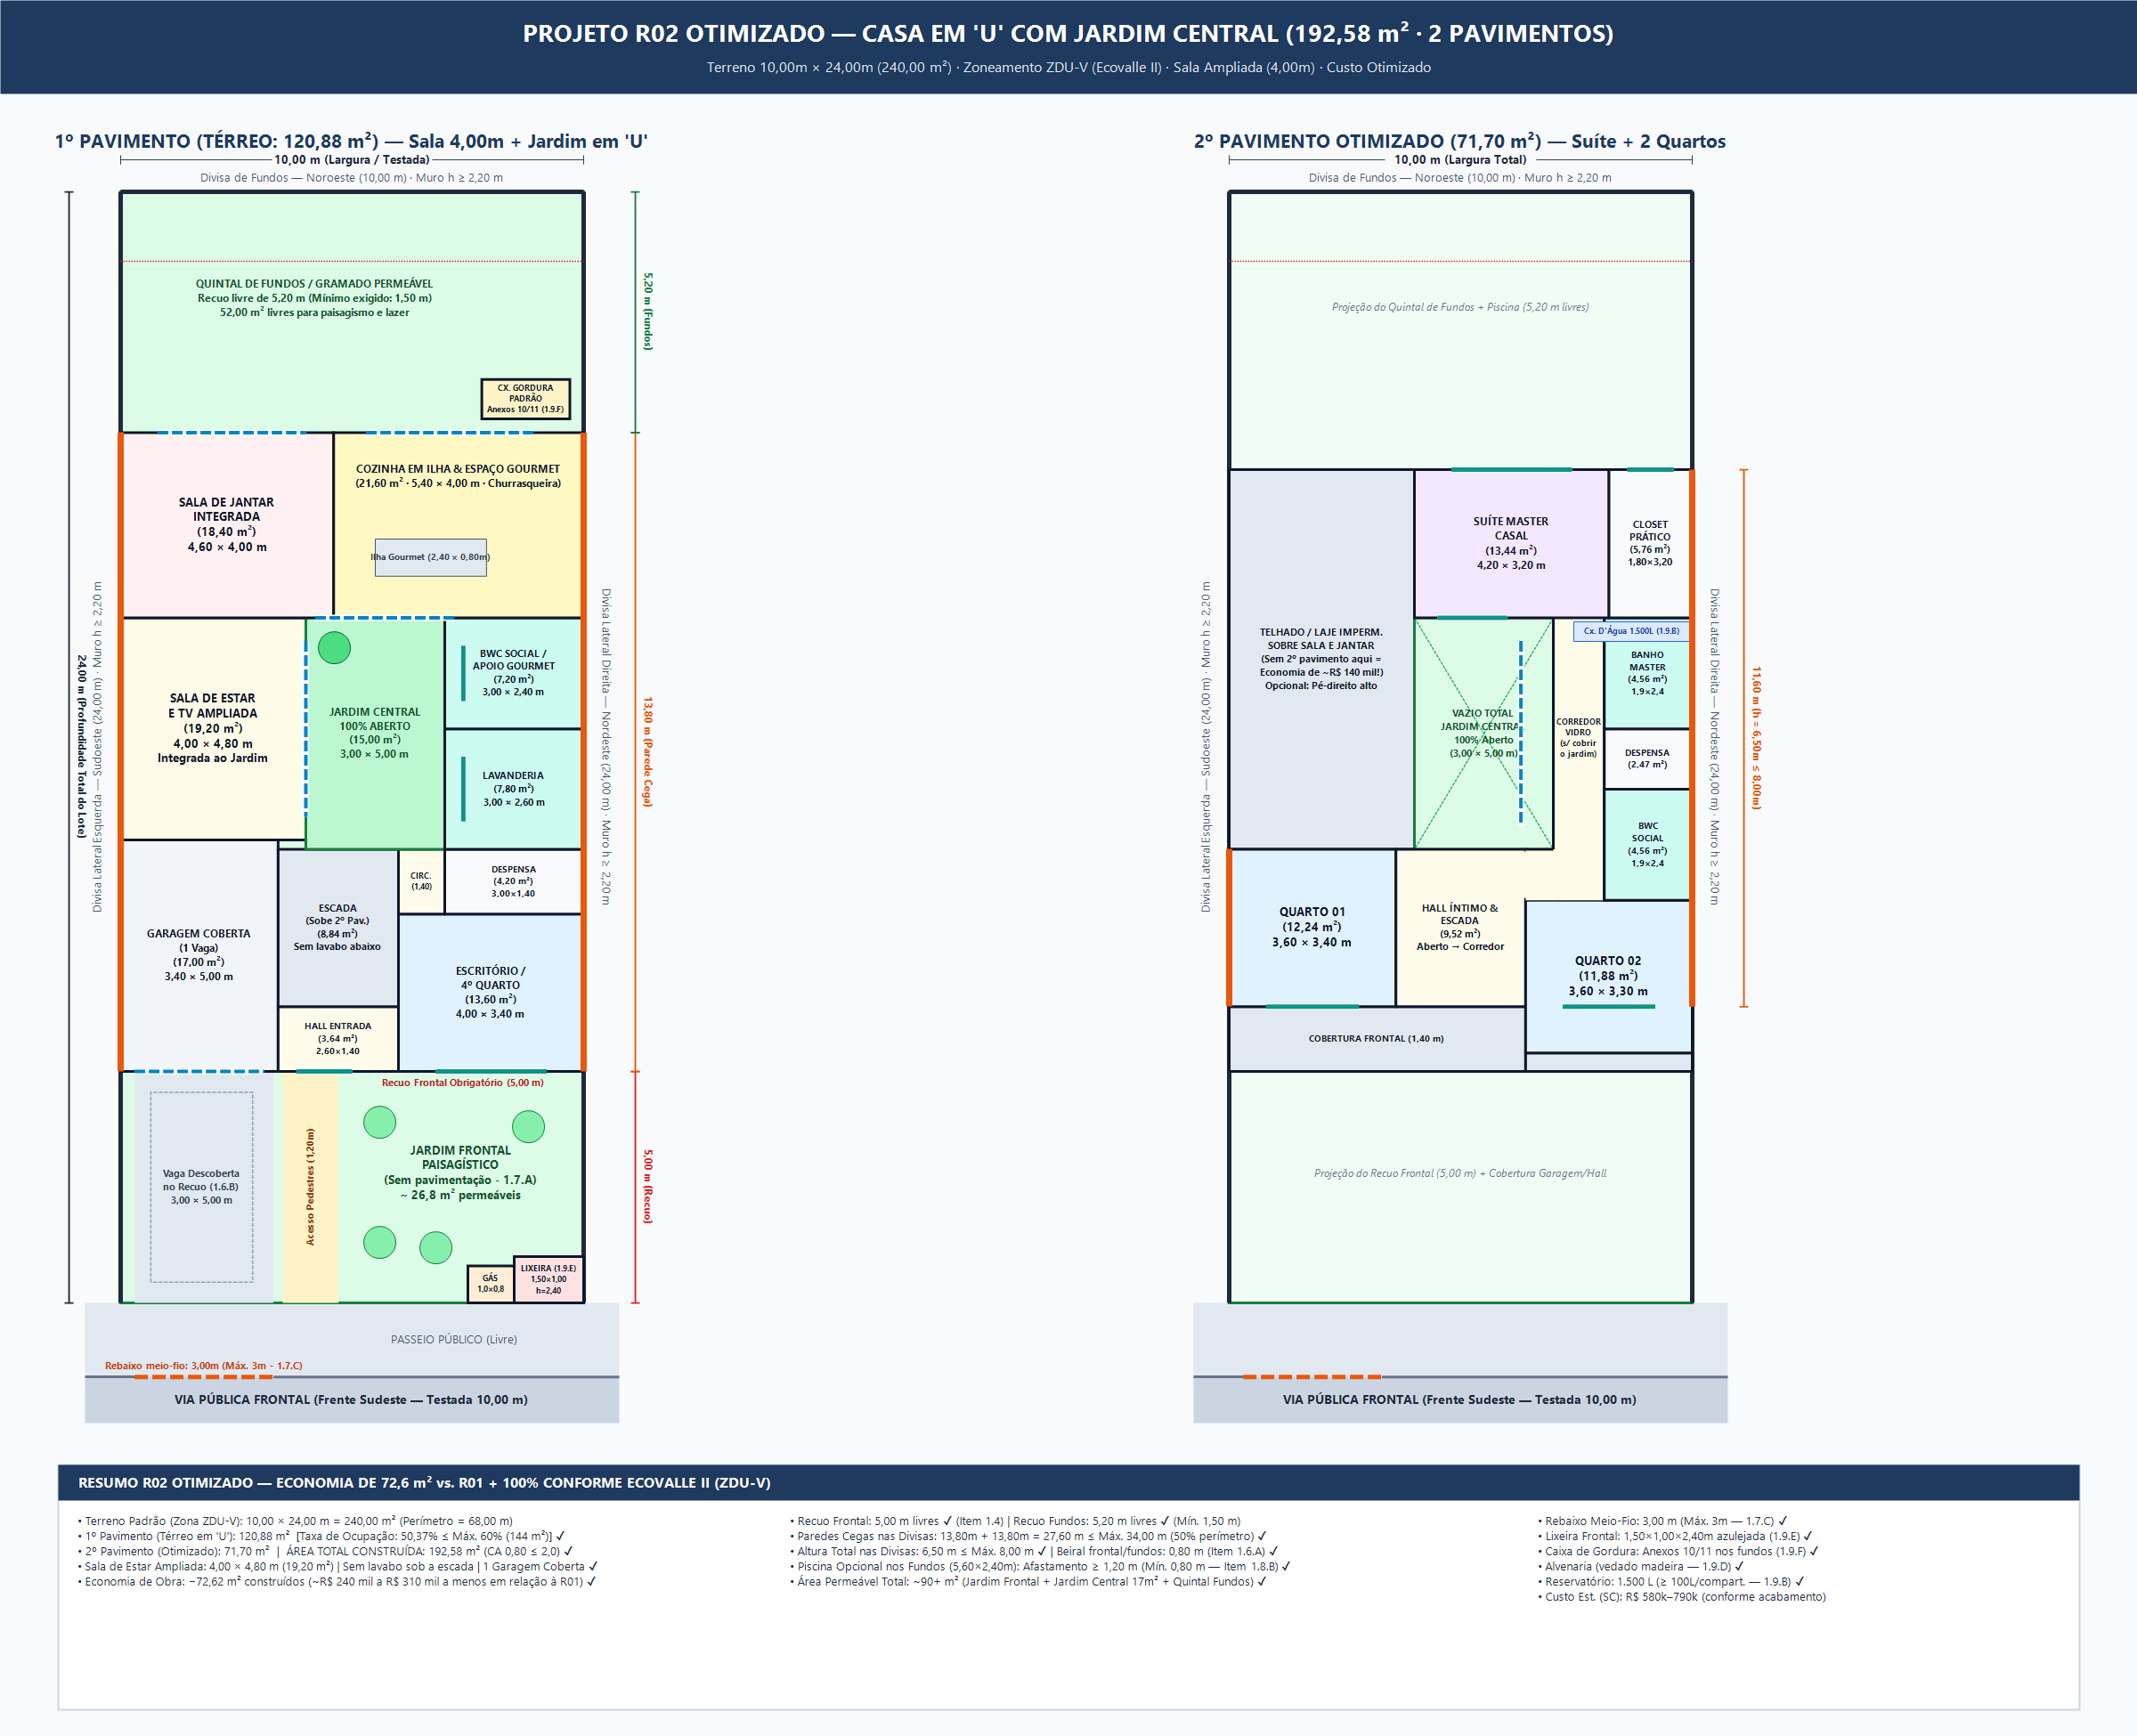 PROJETO R02 OTIMIZADO — CASA EM 'U' COM JARDIM CENTRAL (192,58 m² · 2 PAVIMENTOS)
Terreno 10,00m × 24,00m (240,00 m²) · Zoneamento ZDU-V (Ecovalle II) · Sala Ampliada (4,00m) · Custo Otimizado
1º PAVIMENTO (TÉRREO: 120,88 m²) — Sala 4,00m + Jardim em 'U'
10,00 m (Largura / Testada)
Divisa de Fundos — Noroeste (10,00 m) · Muro h ≥ 2,20 m
QUINTAL DE FUNDOS / GRAMADO PERMEÁVEL
Recuo livre de 5,20 m (Mínimo exigido: 1,50 m)
52,00 m² livres para paisagismo e lazer
5,20 m (Fundos)
CX. GORDURA
PADRÃO
Anexos 10/11 (1.9.F)
SALA DE JANTAR
INTEGRADA
(18,40 m²)
4,60 × 4,00 m
COZINHA EM ILHA & ESPAÇO GOURMET
(21,60 m² · 5,40 × 4,00 m · Churrasqueira)
Ilha Gourmet (2,40 × 0,80m)
24,00 m (Profundidade Total do Lote)
Divisa Lateral Esquerda — Sudoeste (24,00 m) · Muro h ≥ 2,20 m
SALA DE ESTAR
E TV AMPLIADA
(19,20 m²)
4,00 × 4,80 m
Integrada ao Jardim
JARDIM CENTRAL
100% ABERTO
(15,00 m²)
3,00 × 5,00 m
BWC SOCIAL /
APOIO GOURMET
(7,20 m²)
3,00 × 2,40 m
LAVANDERIA
(7,80 m²)
3,00 × 2,60 m
Divisa Lateral Direita — Nordeste (24,00 m) · Muro h ≥ 2,20 m
13,80 m (Parede Cega)
GARAGEM COBERTA
(1 Vaga)
(17,00 m²)
3,40 × 5,00 m
ESCADA
(Sobe 2º Pav.)
(8,84 m²)
Sem lavabo abaixo
CIRC.
(1,40)
DESPENSA
(4,20 m²)
3,00×1,40
ESCRITÓRIO /
4º QUARTO
(13,60 m²)
4,00 × 3,40 m
HALL ENTRADA
(3,64 m²)
2,60×1,40
Recuo Frontal Obrigatório (5,00 m)
Vaga Descoberta
no Recuo (1.6.B)
3,00 × 5,00 m
Acesso Pedestres (1,20m)
JARDIM FRONTAL
PAISAGÍSTICO
(Sem pavimentação - 1.7.A)
~ 26,8 m² permeáveis
5,00 m (Recuo)
GÁS
1,0×0,8
LIXEIRA (1.9.E)
1,50×1,00
h=2,40
PASSEIO PÚBLICO (Livre)
Rebaixo meio-fio: 3,00m (Máx. 3m - 1.7.C)
VIA PÚBLICA FRONTAL (Frente Sudeste — Testada 10,00 m)
2º PAVIMENTO OTIMIZADO (71,70 m²) — Suíte + 2 Quartos
10,00 m (Largura Total)
Divisa de Fundos — Noroeste (10,00 m) · Muro h ≥ 2,20 m
Projeção do Quintal de Fundos + Piscina (5,20 m livres)
SUÍTE MASTER
CASAL
(13,44 m²)
4,20 × 3,20 m
CLOSET
PRÁTICO
(5,76 m²)
1,80×3,20
Divisa Lateral Esquerda — Sudoeste (24,00 m) · Muro h ≥ 2,20 m
TELHADO / LAJE IMPERM.
SOBRE SALA E JANTAR
(Sem 2º pavimento aqui =
Economia de ~R$ 140 mil!)
Opcional: Pé-direito alto
Cx. D'Água 1.500L (1.9.B)
BANHO
MASTER
(4,56 m²)
1,9×2,4
VAZIO TOTAL
JARDIM CENTRA
100% Aberto
(3,00 × 5,00 m)
CORREDOR
VIDRO
(s/ cobrir
o jardim)
DESPENSA
(2,47 m²)
BWC
SOCIAL
(4,56 m²)
1,9×2,4
Divisa Lateral Direita — Nordeste (24,00 m) · Muro h ≥ 2,20 m
11,60 m (h = 6,50m ≤ 8,00m)
QUARTO 01
(12,24 m²)
3,60 × 3,40 m
HALL ÍNTIMO &
ESCADA
(9,52 m²)
Aberto → Corredor
QUARTO 02
(11,88 m²)
3,60 × 3,30 m
COBERTURA FRONTAL (1,40 m)
Projeção do Recuo Frontal (5,00 m) + Cobertura Garagem/Hall
VIA PÚBLICA FRONTAL (Frente Sudeste — Testada 10,00 m)
RESUMO R02 OTIMIZADO — ECONOMIA DE 72,6 m² vs. R01 + 100% CONFORME ECOVALLE II (ZDU-V)
• Terreno Padrão (Zona ZDU-V): 10,00 × 24,00 m = 240,00 m² (Perímetro = 68,00 m)
• 1º Pavimento (Térreo em 'U'): 120,88 m² [Taxa de Ocupação: 50,37% ≤ Máx. 60% (144 m²)] ✓
• 2º Pavimento (Otimizado): 71,70 m² | ÁREA TOTAL CONSTRUÍDA: 192,58 m² (CA 0,80 ≤ 2,0) ✓
• Sala de Estar Ampliada: 4,00 × 4,80 m (19,20 m²) | Sem lavabo sob a escada | 1 Garagem Coberta ✓
• Economia de Obra: −72,62 m² construídos (~R$ 240 mil a R$ 310 mil a menos em relação à R01) ✓
• Recuo Frontal: 5,00 m livres ✓ (Item 1.4) | Recuo Fundos: 5,20 m livres ✓ (Mín. 1,50 m)
• Paredes Cegas nas Divisas: 13,80m + 13,80m = 27,60 m ≤ Máx. 34,00 m (50% perímetro) ✓
• Altura Total nas Divisas: 6,50 m ≤ Máx. 8,00 m ✓ | Beiral frontal/fundos: 0,80 m (Item 1.6.A) ✓
• Piscina Opcional nos Fundos (5,60×2,40m): Afastamento ≥ 1,20 m (Mín. 0,80 m — Item 1.8.B) ✓
• Área Permeável Total: ~90+ m² (Jardim Frontal + Jardim Central 17m² + Quintal Fundos) ✓
• Rebaixo Meio-Fio: 3,00 m (Máx. 3m — 1.7.C) ✓
• Lixeira Frontal: 1,50×1,00×2,40m azulejada (1.9.E) ✓
• Caixa de Gordura: Anexos 10/11 nos fundos (1.9.F) ✓
• Alvenaria (vedado madeira — 1.9.D) ✓
• Reservatório: 1.500 L (≥ 100L/compart. — 1.9.B) ✓
• Custo Est. (SC): R$ 580k–790k (conforme acabamento)